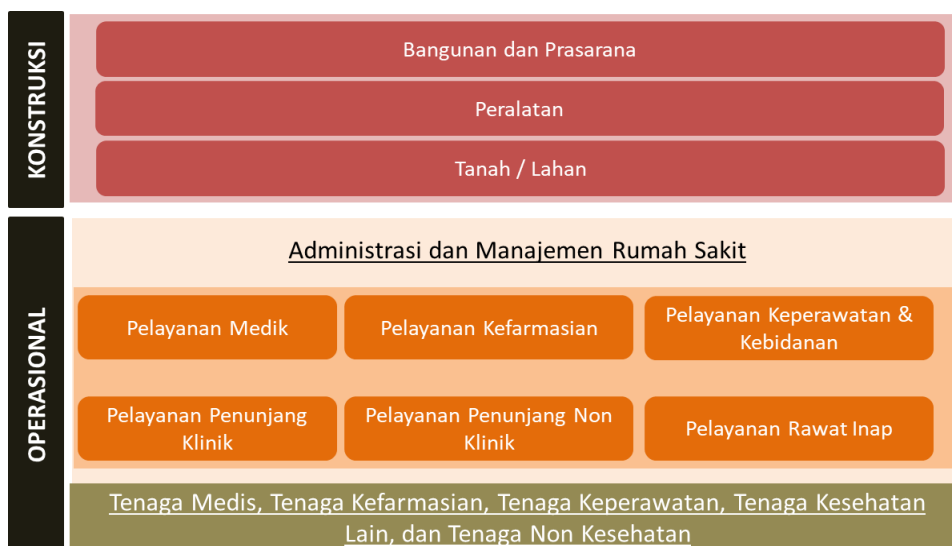 KONSTRUKSI
Bangunan dan Prasarana
Peralatan
Tanah / Lahan
OPERASIONAL
Administrasi dan Manajemen Rumah Sakit
Pelayanan Medik
Pelayanan Kefarmasian
Pelayanan Keperawatan &
Kebidanan
Pelayanan Penunjang
Klinik
Pelayanan Penunjang Non
Klinik
Pelayanan Rawat Inap
Tenaga Medis, Tenaga Kefarmasian, Tenaga Keperawatan, Tenaga Kesehatan
Lain, dan Tenaga Non Kesehatan